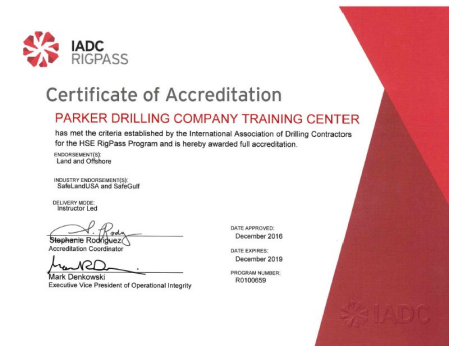 IADC
RIGPASS
Certificate of Accreditation
PARKER DRILLING COMPANY TRAINING CENTER
has met the criteria established by the International Association of Drilling Contractors
for the HSE RigPass Program and is hereby awarded full accreditation.
ENDORSEMENT(S):
Land and Offshore
INDUSTRY ENDORSEMENT(S):
SafeLandUSA and SafeGulf
DELIVERY MODE:
Instructor Led
Stephanie Rodriguez
Accreditation Coordinator
Mark Denkowski
Executive Vice President of Operational Integrity
DATE APPROVED:
December 2016
DATE EXPIRES:
December 2019
PROGRAM NUMBER:
R0100659
IADC